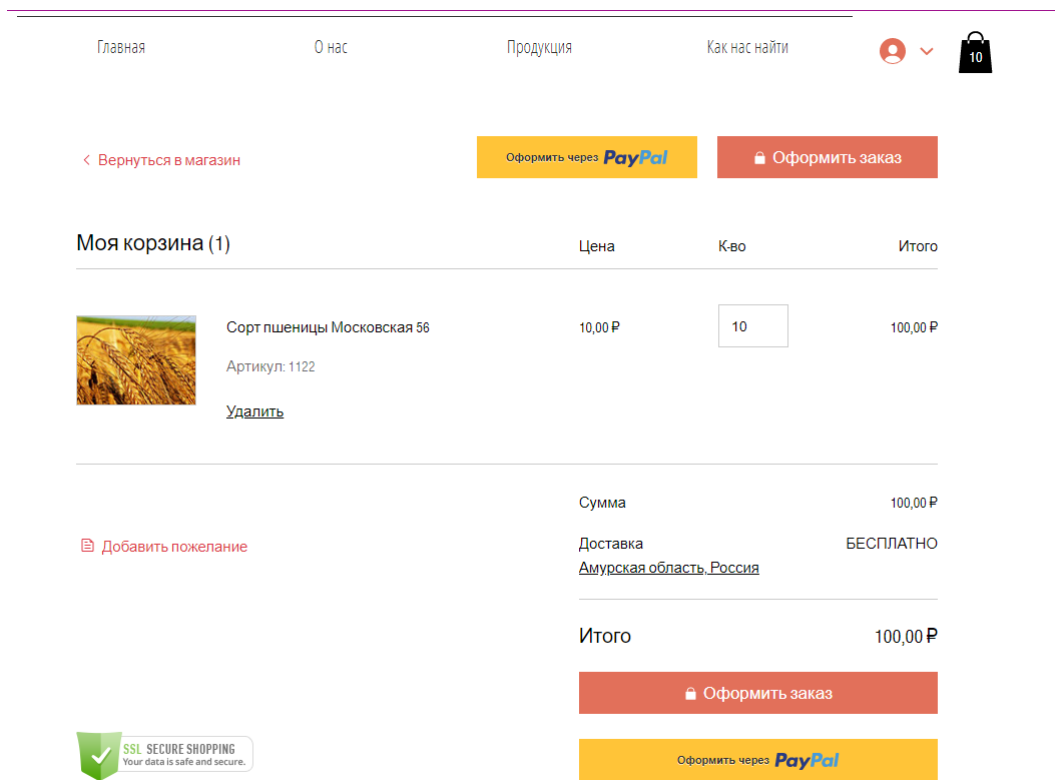 Главная О нас Продукция Как нас найти 10
Вернуться в магазин Оформить через PayPal Оформить заказ
Моя корзина (1) Цена К-во Итого
Сорт пшеницы Московская 56 10,00 ₽ 10 100,00 ₽
Артикул: 1122
Удалить
Сумма 100,00 ₽
Добавить пожелание
Доставка БЕСПЛАТНО
Амурская область, Россия
Итого 100,00 ₽
Оформить заказ
SSL SECURE SHOPPING
Your data is safe and secure.
Оформить через PayPal